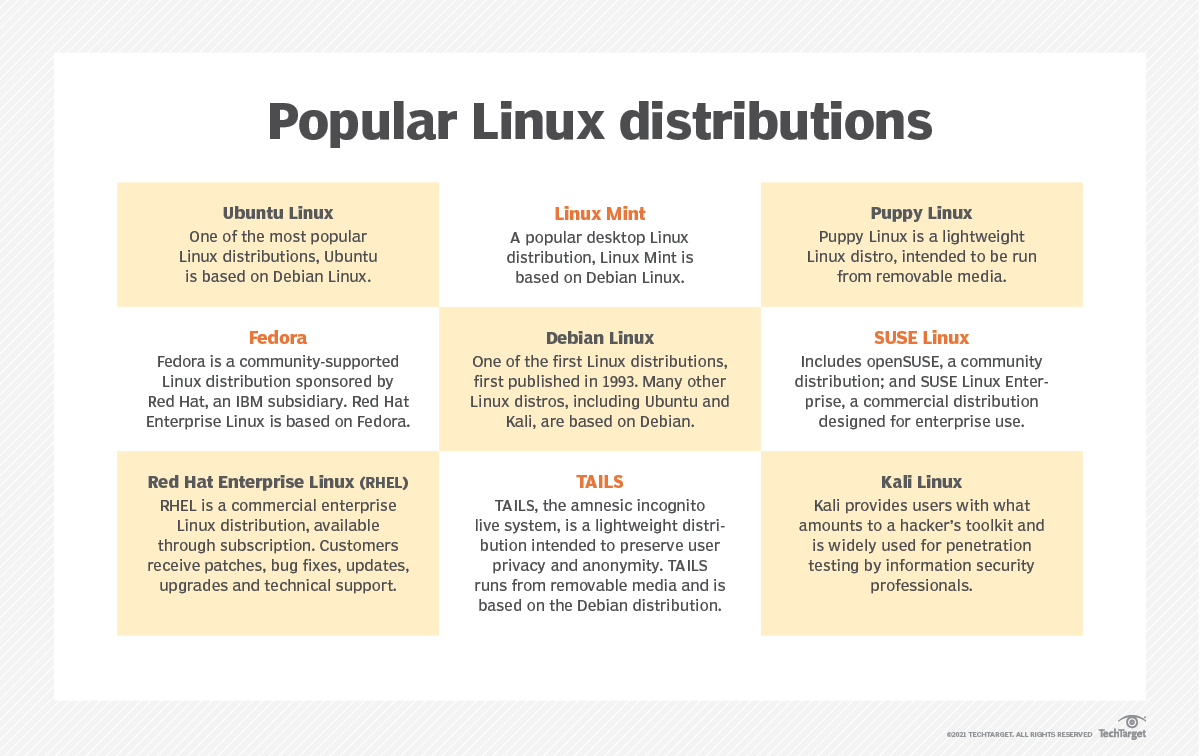 Popular Linux distributions
Ubuntu Linux
One of the most popular
Linux distributions, Ubuntu
is based on Debian Linux.
Linux Mint
A popular desktop Linux
distribution, Linux Mint is
based on Debian Linux.
Puppy Linux
Puppy Linux is a lightweight
Linux distro, intended to be run
from removable media.
Fedora
Fedora is a community-supported
Linux distribution sponsored by
Red Hat, an IBM subsidiary. Red Hat
Enterprise Linux is based on Fedora.
Debian Linux
One of the first Linux distributions,
first published in 1993. Many other
Linux distros, including Ubuntu and
Kali, are based on Debian.
SUSE Linux
Includes openSUSE, a community
distribution; and SUSE Linux Enter-
prise, a commercial distribution
designed for enterprise use.
Red Hat Enterprise Linux (RHEL)
RHEL is a commercial enterprise
Linux distribution, available
through subscription. Customers
receive patches, bug fixes, updates,
upgrades and technical support.
TAILS
TAILS, the amnesic incognito
live system, is a lightweight distri-
bution intended to preserve user
privacy and anonymity. TAILS
runs from removable media and is
based on the Debian distribution.
Kali Linux
Kali provides users with what
amounts to a hacker's toolkit and
is widely used for penetration
testing by information security
professionals.
©2021 TECHTARGET. ALL RIGHTS RESERVED TechTarget